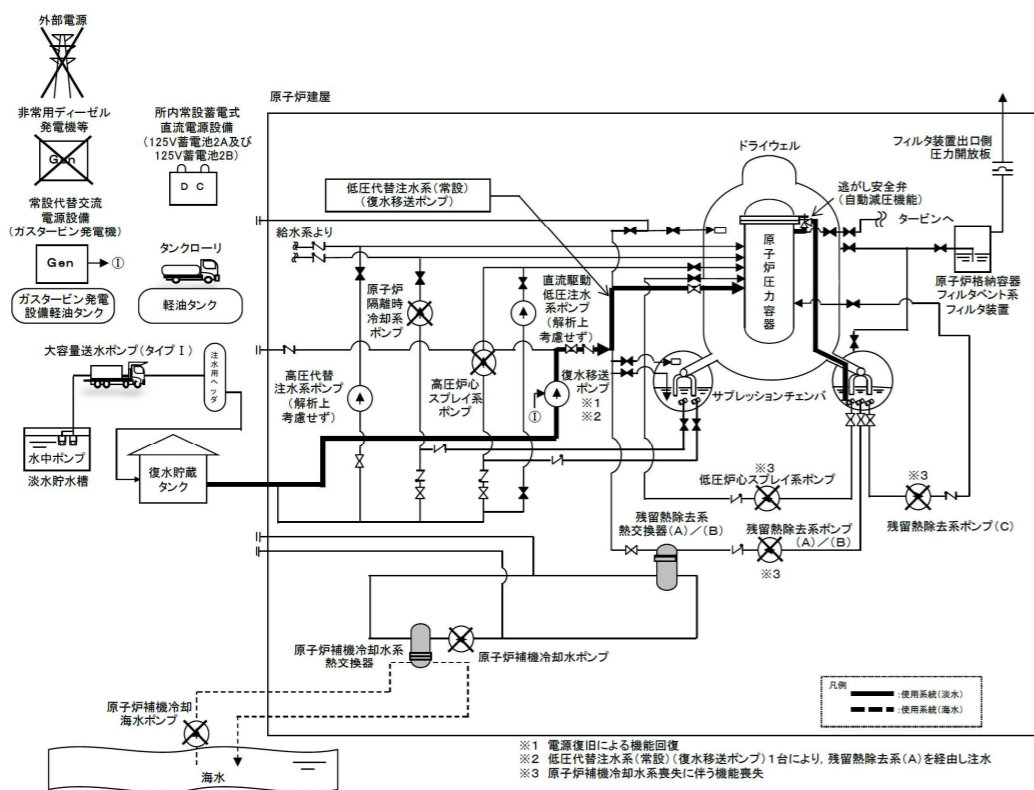 外部電源
非常用ディーゼル
発電機等
Gen
所内常設蓄電式
直流電源設備
(125V蓄電池2A及び
125V蓄電池2B)
D C
常設代替交流
電源設備
(ガスタービン発電機)
Gen
Ⓘ
ガスタービン発電
設備軽油タンク
タンクローリ
軽油タンク
大容量送水ポンプ(タイプⅠ)
注水用ヘッダ
水中ポンプ
淡水貯水槽
復水貯蔵
タンク
原子炉建屋
低圧代替注水系(常設)
(復水移送ポンプ)
給水系より
原子炉
隔離時
冷却系
ポンプ
高圧代替
注水系ポンプ
(解析上
考慮せず)
高圧炉心
スプレイ系
ポンプ
直流駆動
低圧注水
系ポンプ
(解析上
考慮せず)
Ⓘ
復水移送
ポンプ
※1
※2
ドライウェル
原子炉圧力容器
逃がし安全弁
(自動減圧機能)
タービンへ
フィルタ装置出口側
圧力開放板
原子炉格納容器
フィルタベント系
フィルタ装置
サプレッションチェンバ
※3
低圧炉心スプレイ系ポンプ
※3
残留熱除去系ポンプ(C)
残留熱除去系
熱交換器(A)/(B)
残留熱除去系ポンプ
(A)/(B)
※3
原子炉補機冷却水系
熱交換器
原子炉補機冷却水ポンプ
原子炉補機冷却
海水ポンプ
海水
凡例
:使用系統(淡水)
:使用系統(海水)
※1 電源復旧による機能回復
※2 低圧代替注水系(常設)(復水移送ポンプ)1台により,残留熱除去系(A)を経由し注水
※3 原子炉補機冷却水系喪失に伴う機能喪失